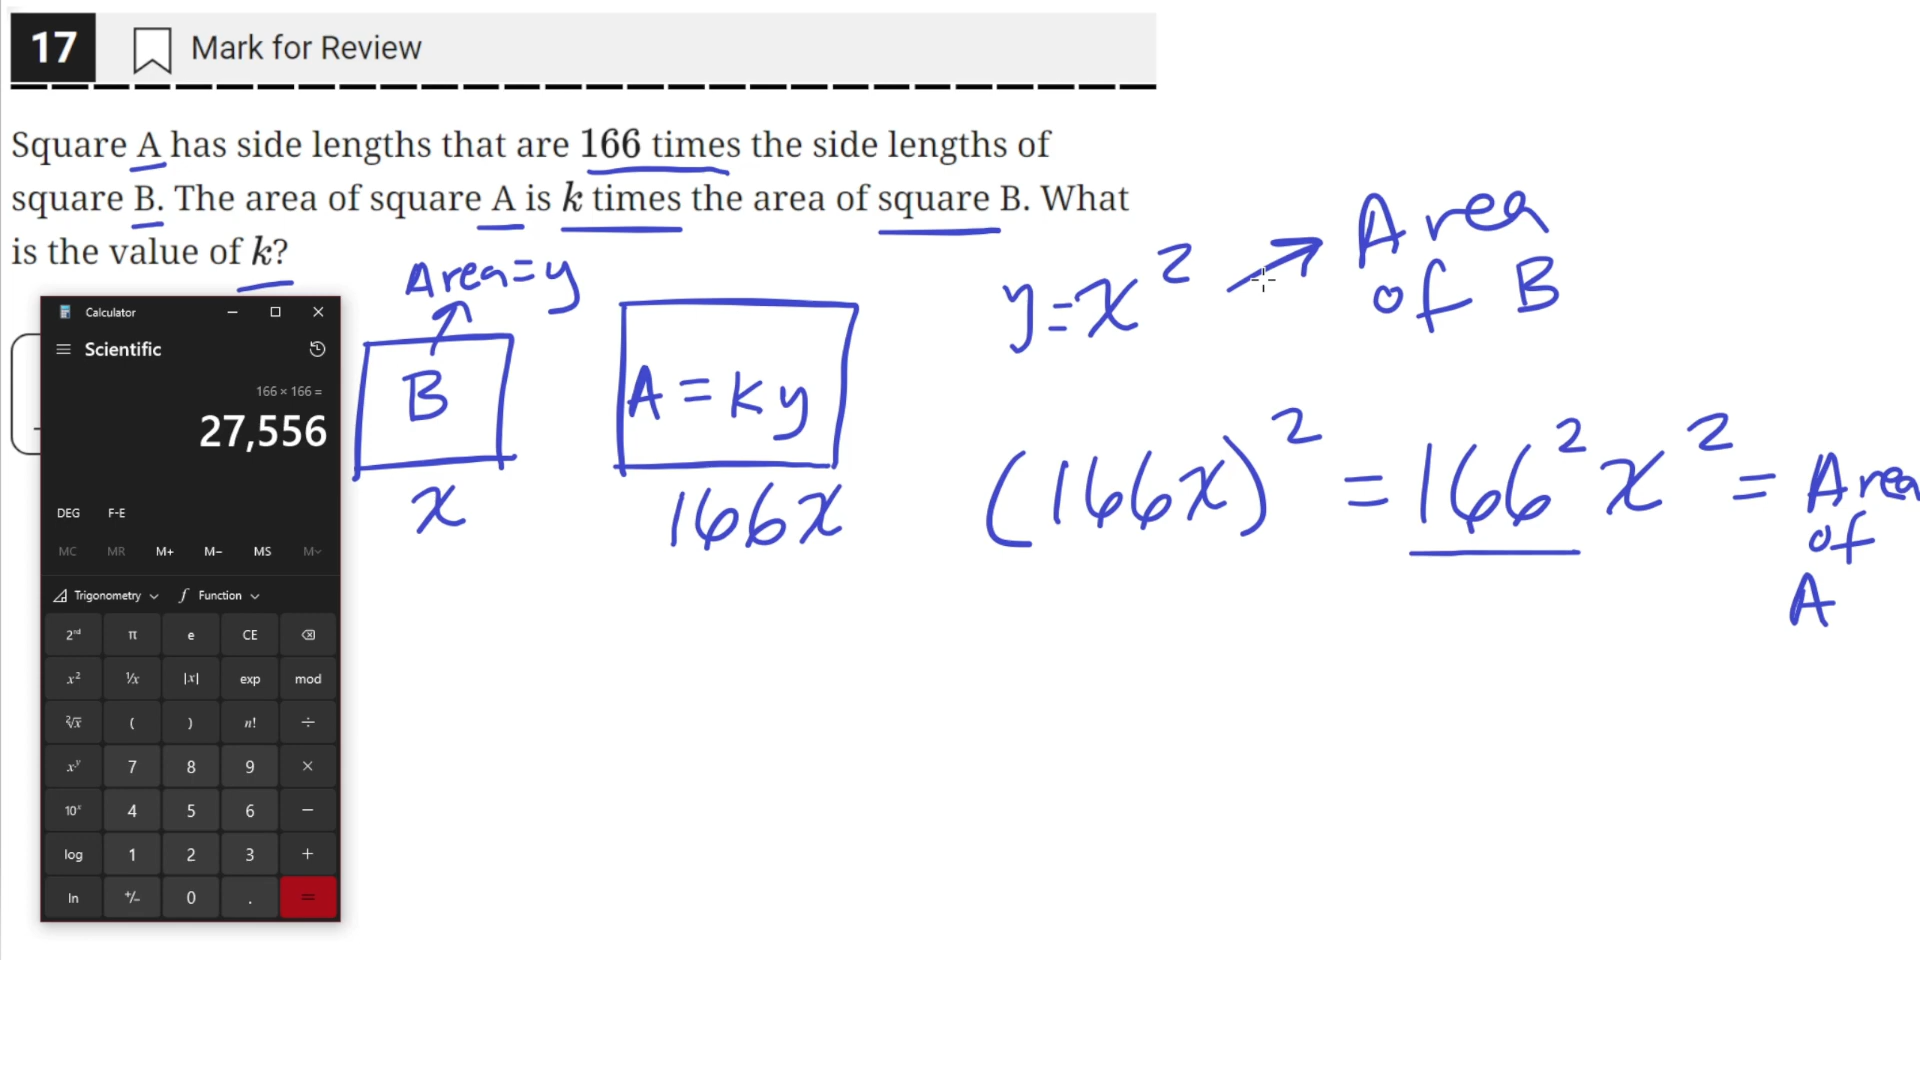 17 Mark for Review
Square A has side lengths that are 166 times the side lengths of
square B. The area of square A is k times the area of square B. What
is the value of k?
Area=y
B
x
A = ky
166x
y=x² → Area
of B
(166x)² = 166²x² = Area
of
A
Calculator
Scientific
166 × 166 =
27,556
DEG F-E
MC MR M+ M− MS M˅
Trigonometry f Function
2ⁿᵈ π e CE
x² ¹/x |x| exp mod
²√x ( ) n! ÷
xʸ 7 8 9 ×
10ˣ 4 5 6 −
log 1 2 3 +
ln +/− 0 . =